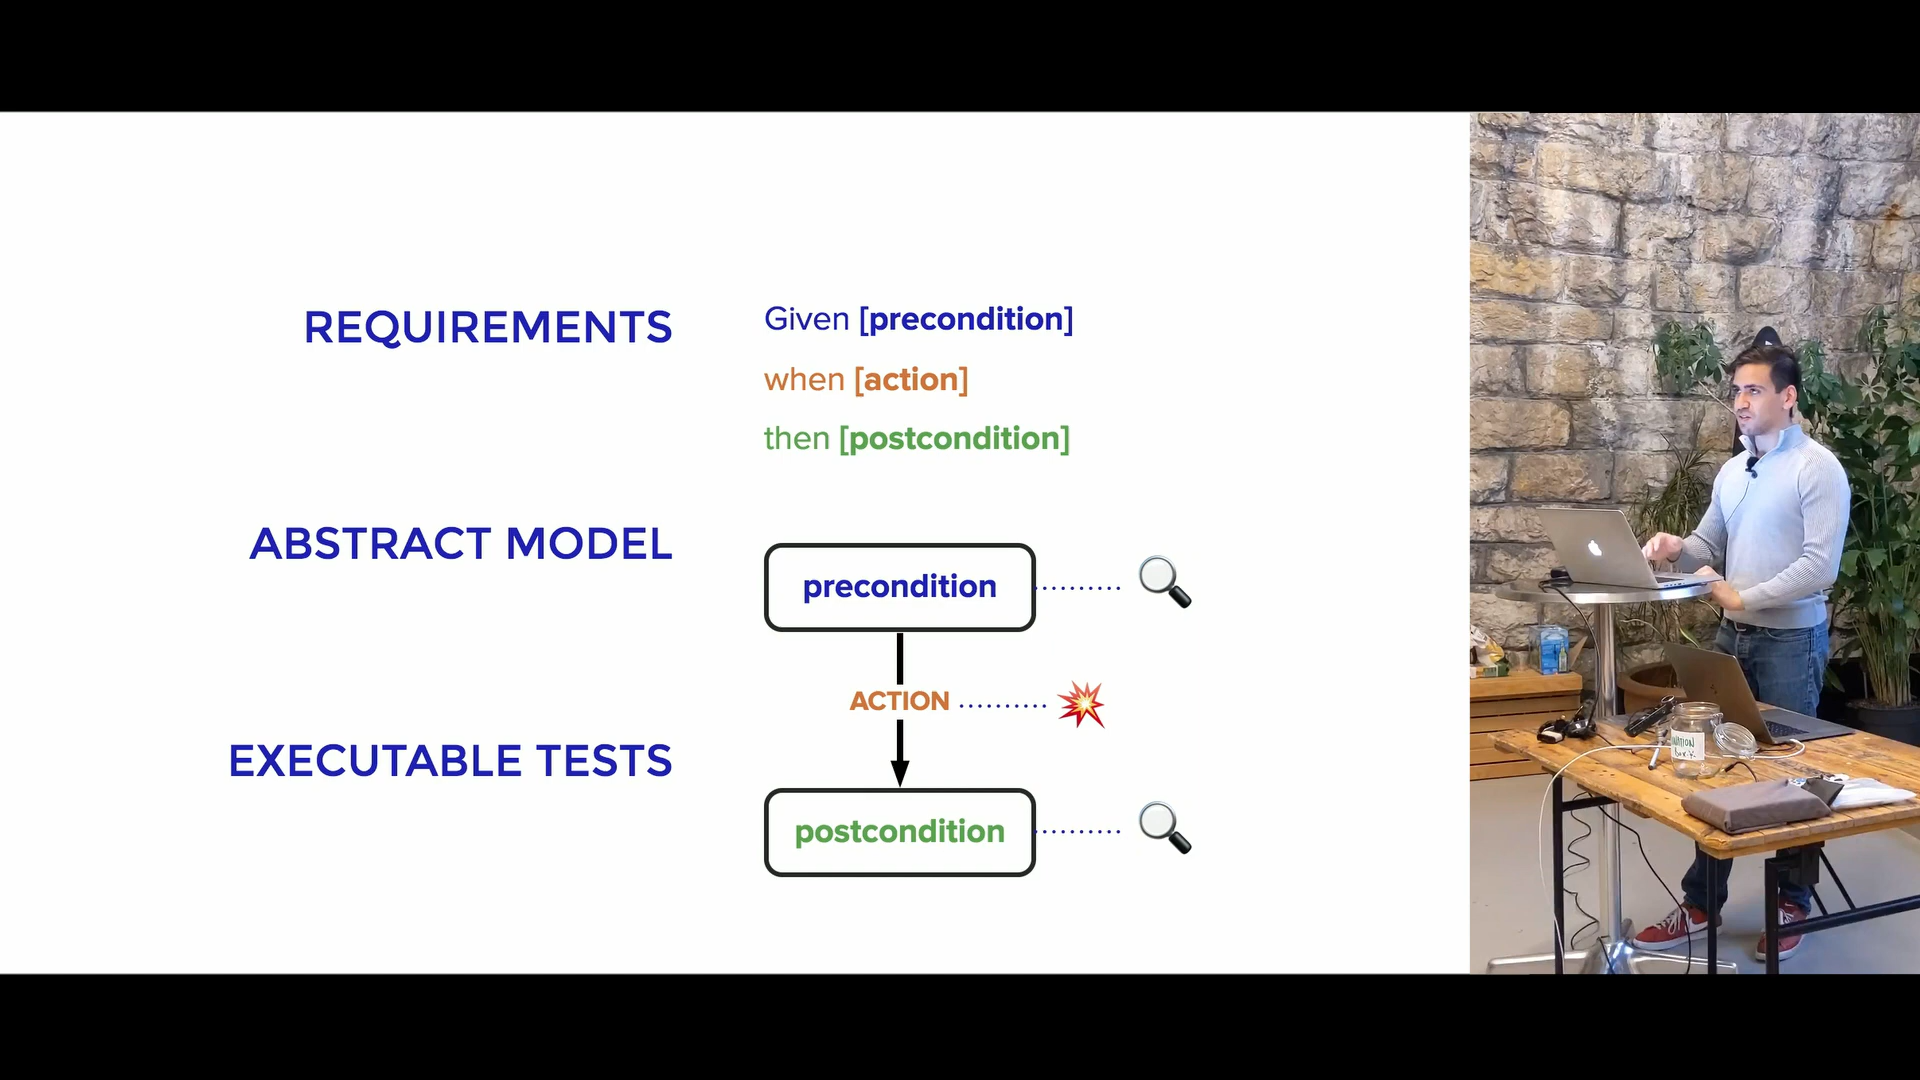 REQUIREMENTS
Given [precondition]
when [action]
then [postcondition]
ABSTRACT MODEL
precondition
ACTION
EXECUTABLE TESTS
postcondition